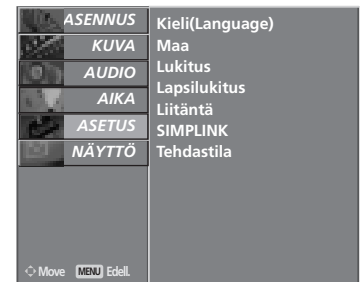 ASENNUS
KUVA
AUDIO
AIKA
ASETUS
NÄYTTÖ
Kieli(Language)
Maa
Lukitus
Lapsilukitus
Liitäntä
SIMPLINK
Tehdastila
Move MENU Edell.